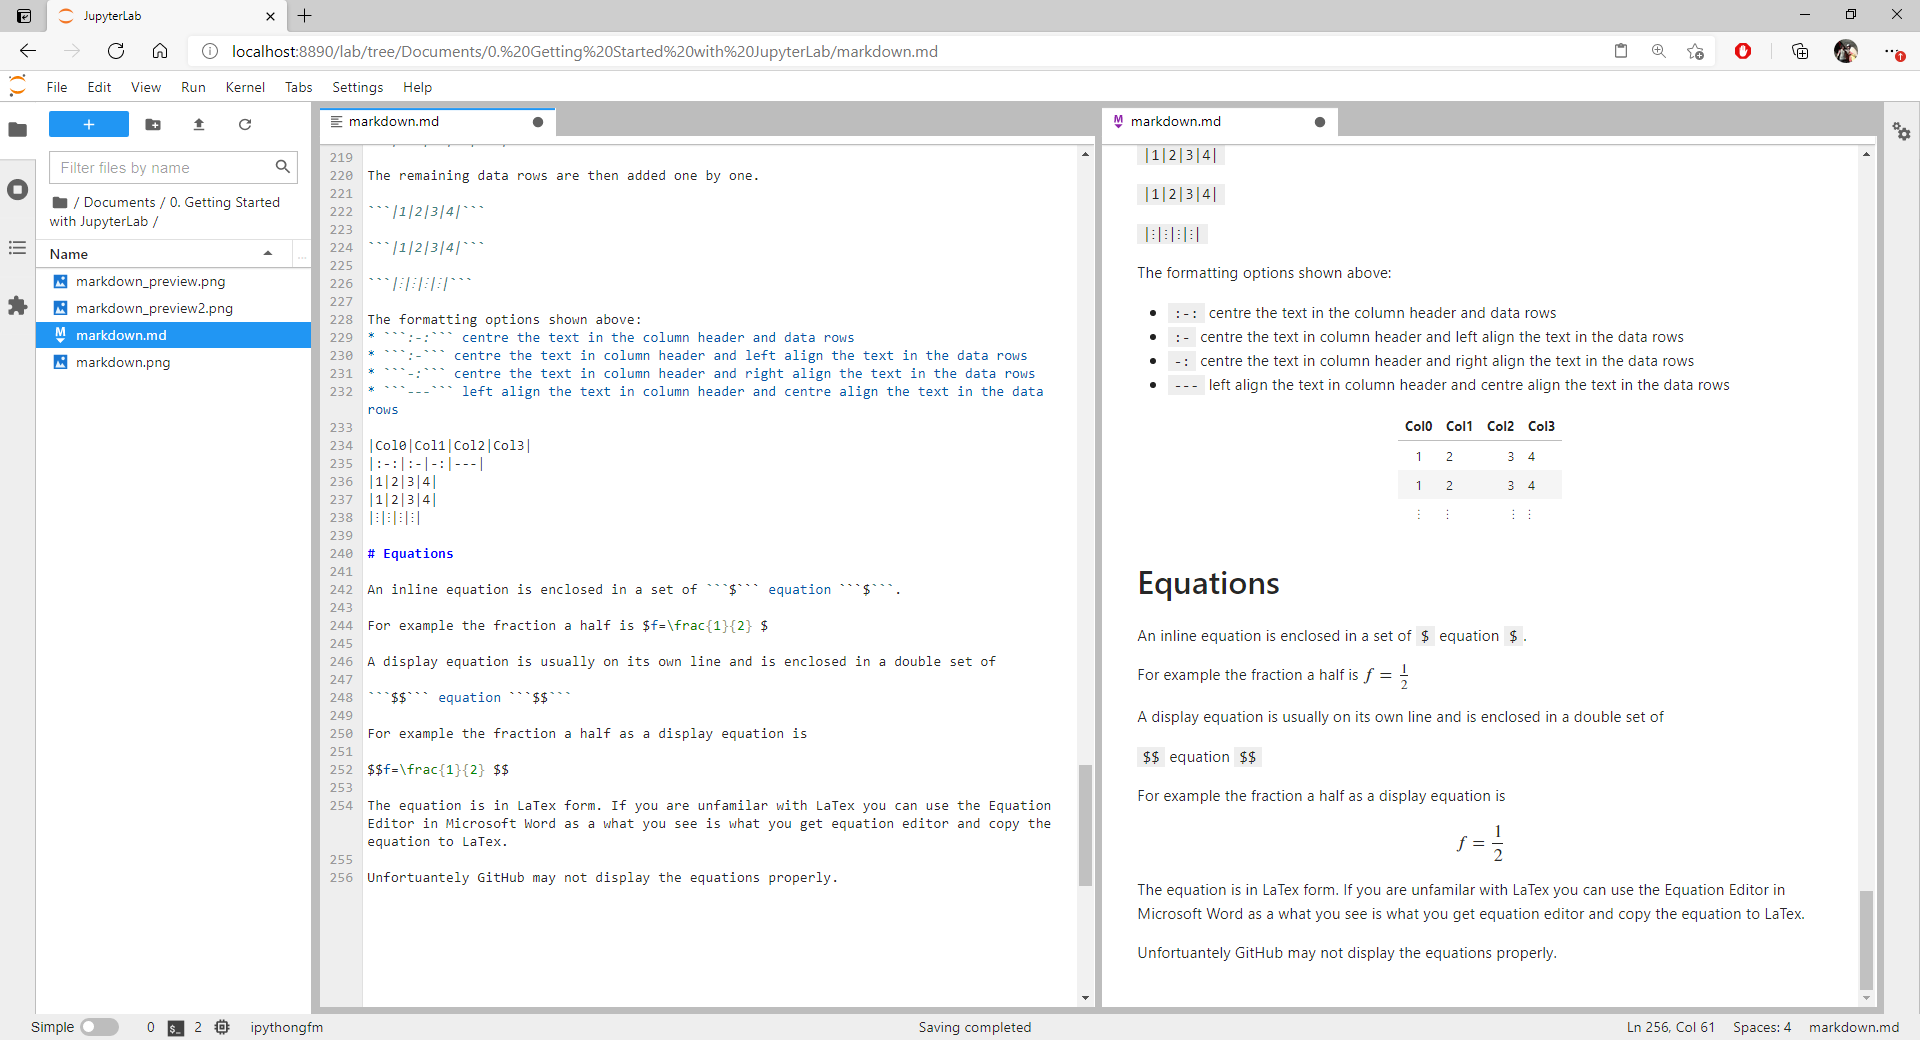 JupyterLab
localhost:8890/lab/tree/Documents/0.%20Getting%20Started%20with%20JupyterLab/markdown.md
File Edit View Run Kernel Tabs Settings Help
+
Filter files by name
/ Documents / 0. Getting Started
with JupyterLab /
Name
...
markdown_preview.png
markdown_preview2.png
markdown.md
markdown.png
markdown.md
219
220 The remaining data rows are then added one by one.
221
222 ```|1|2|3|4|```
223
224 ```|1|2|3|4|```
225
226 ```|⋮|⋮|⋮|⋮|```
227
228 The formatting options shown above:
229 * ```:-:``` centre the text in the column header and data rows
230 * ```:-``` centre the text in column header and left align the text in the data rows
231 * ```-:``` centre the text in column header and right align the text in the data rows
232 * ```---``` left align the text in column header and centre align the text in the data
rows
233
234 |Col0|Col1|Col2|Col3|
235 |:-:|:-|-:|---|
236 |1|2|3|4|
237 |1|2|3|4|
238 |⋮|⋮|⋮|⋮|
239
240 # Equations
241
242 An inline equation is enclosed in a set of ```$``` equation ```$```.
243
244 For example the fraction a half is $f=\frac{1}{2} $
245
246 A display equation is usually on its own line and is enclosed in a double set of
247
248 ```$$``` equation ```$$```
249
250 For example the fraction a half as a display equation is
251
252 $$f=\frac{1}{2} $$
253
254 The equation is in LaTex form. If you are unfamilar with LaTex you can use the Equation
Editor in Microsoft Word as a what you see is what you get equation editor and copy the
equation to LaTex.
255
256 Unfortuantely GitHub may not display the equations properly.
markdown.md
|1|2|3|4|
|1|2|3|4|
|⋮|⋮|⋮|⋮|
The formatting options shown above:
• :-: centre the text in the column header and data rows
• :- centre the text in column header and left align the text in the data rows
• -: centre the text in column header and right align the text in the data rows
• --- left align the text in column header and centre align the text in the data rows
Col0 Col1 Col2 Col3
1 2 3 4
1 2 3 4
⋮ ⋮ ⋮ ⋮
Equations
An inline equation is enclosed in a set of $ equation $ .
For example the fraction a half is f = 1/2
A display equation is usually on its own line and is enclosed in a double set of
$$ equation $$
For example the fraction a half as a display equation is
f = 1/2
The equation is in LaTex form. If you are unfamilar with LaTex you can use the Equation Editor in
Microsoft Word as a what you see is what you get equation editor and copy the equation to LaTex.
Unfortuantely GitHub may not display the equations properly.
Simple 0 $_ 2 ipythongfm Saving completed Ln 256, Col 61 Spaces: 4 markdown.md